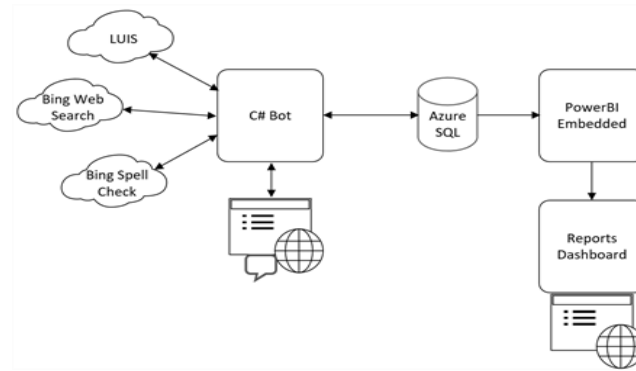 LUIS
Bing Web
Search
Bing Spell
Check
C# Bot
Azure
SQL
PowerBI
Embedded
Reports
Dashboard